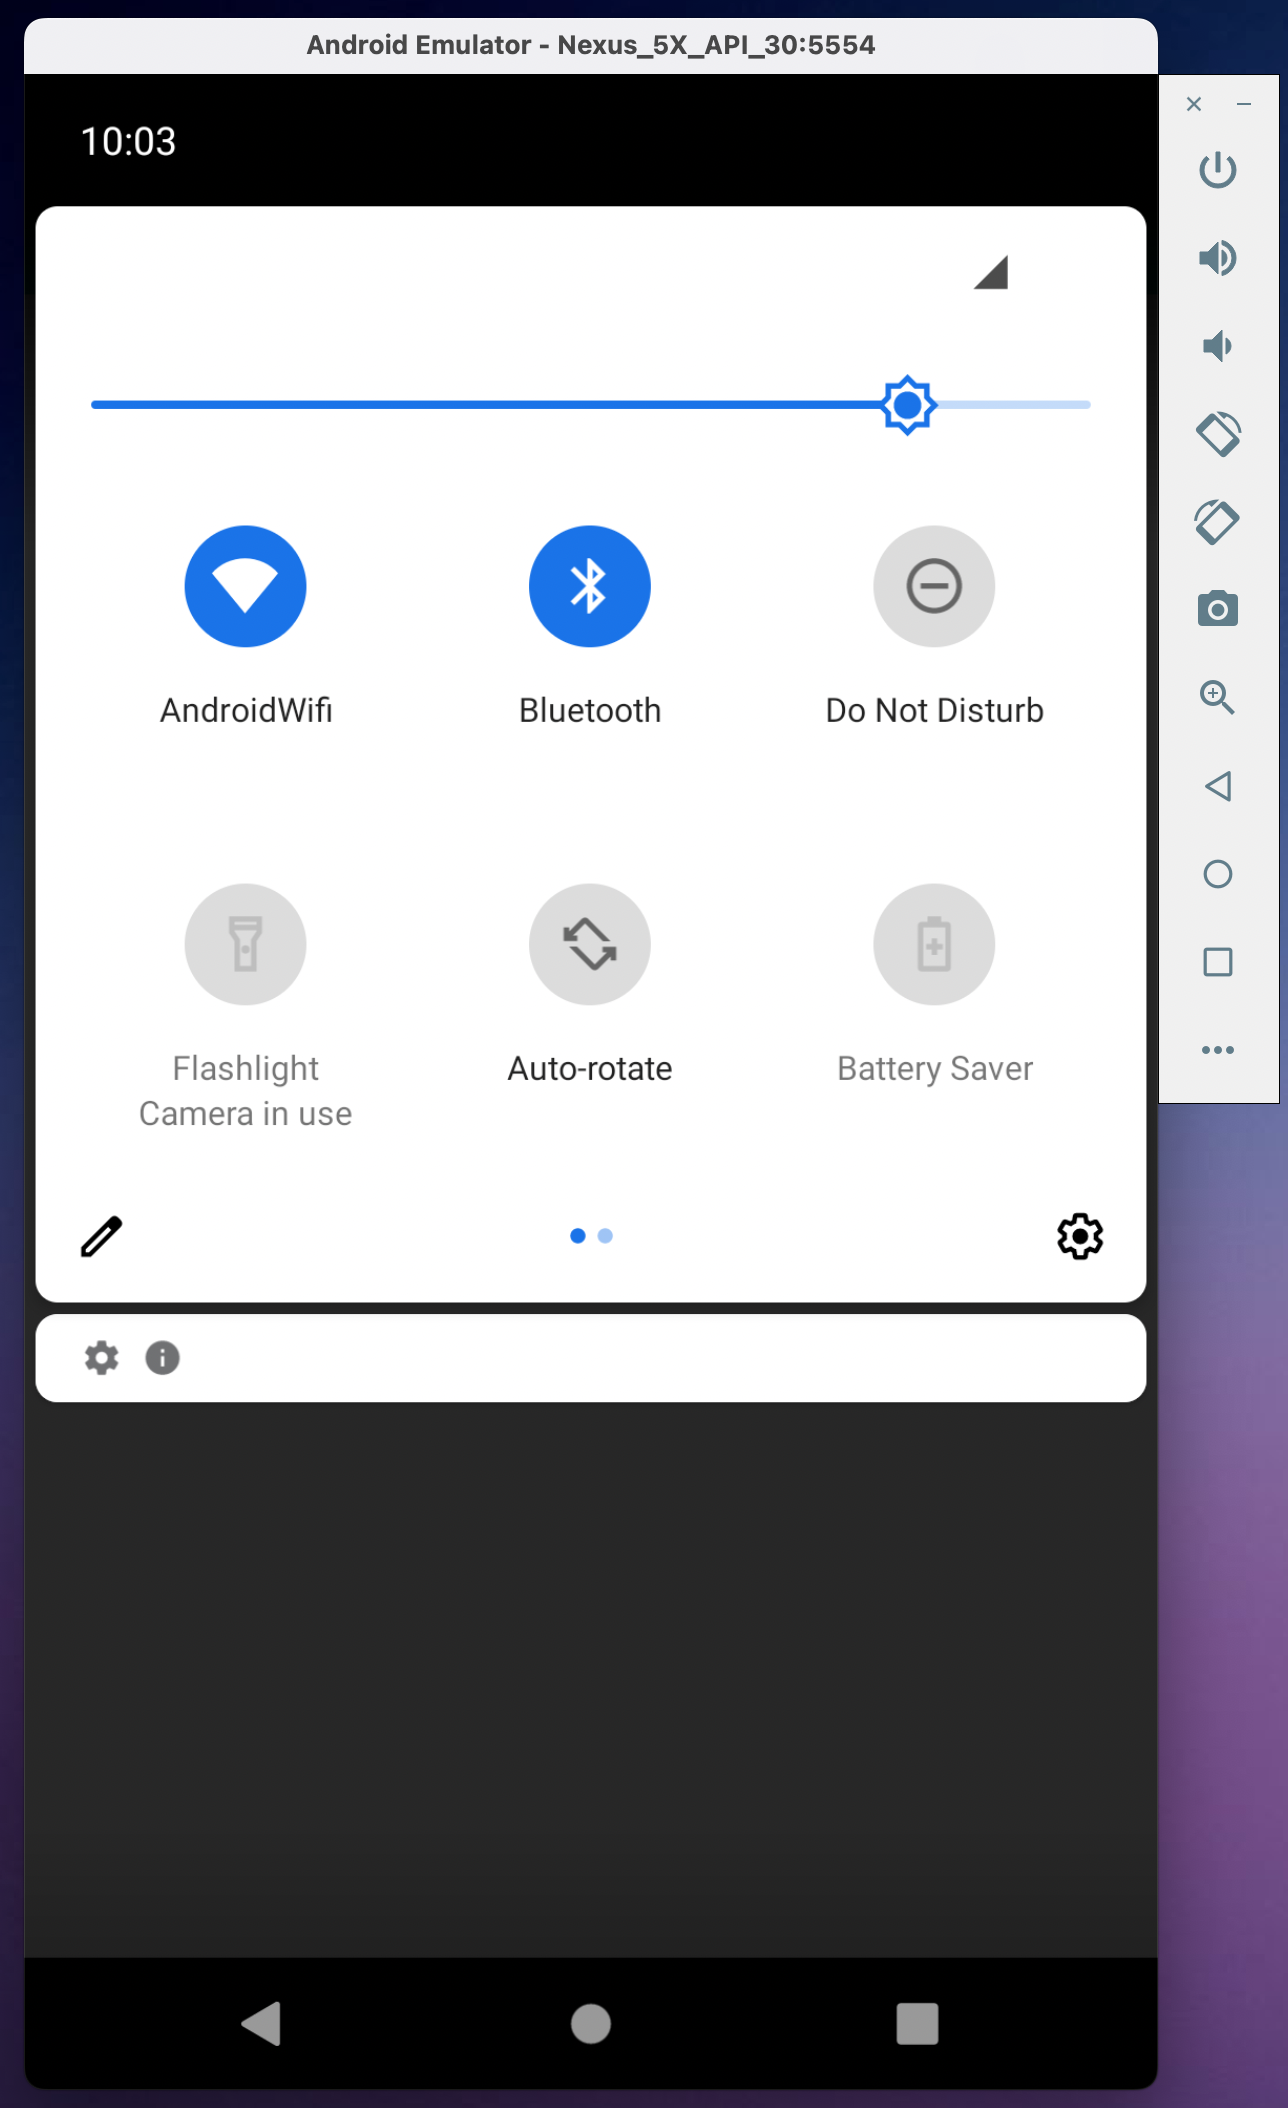 Android Emulator - Nexus_5X_API_30:5554
10:03
AndroidWifi
Bluetooth
Do Not Disturb
Flashlight
Camera in use
Auto-rotate
Battery Saver